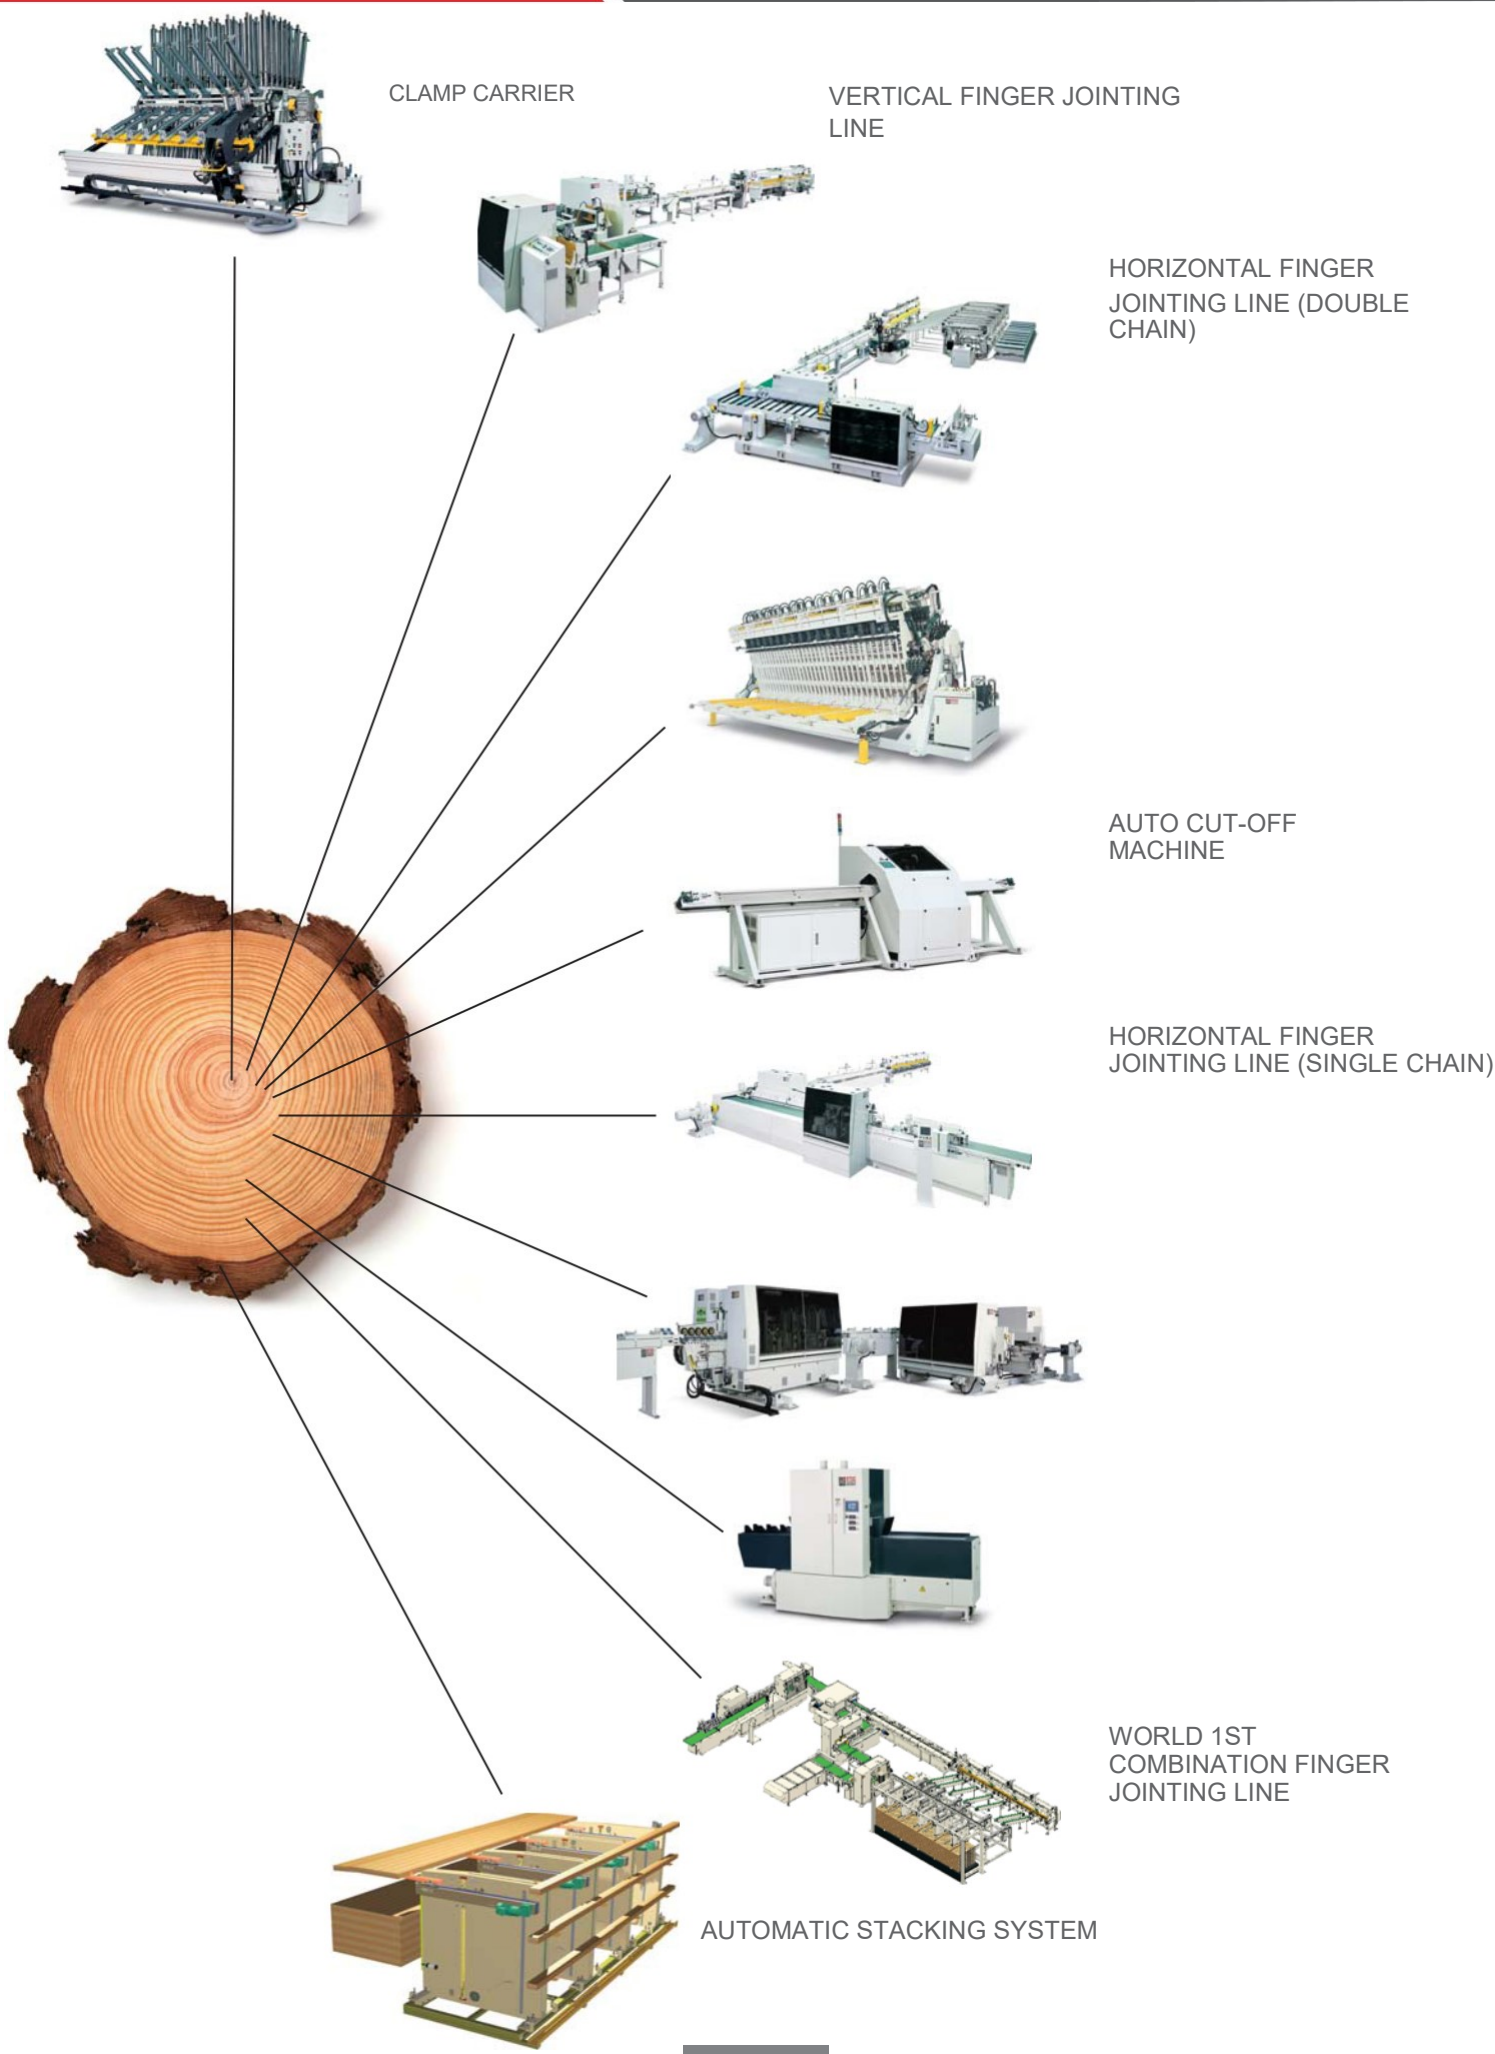 CLAMP CARRIER
VERTICAL FINGER JOINTING
LINE
HORIZONTAL FINGER
JOINTING LINE (DOUBLE
CHAIN)
AUTO CUT-OFF
MACHINE
HORIZONTAL FINGER
JOINTING LINE (SINGLE CHAIN)
WORLD 1ST
COMBINATION FINGER
JOINTING LINE
AUTOMATIC STACKING SYSTEM